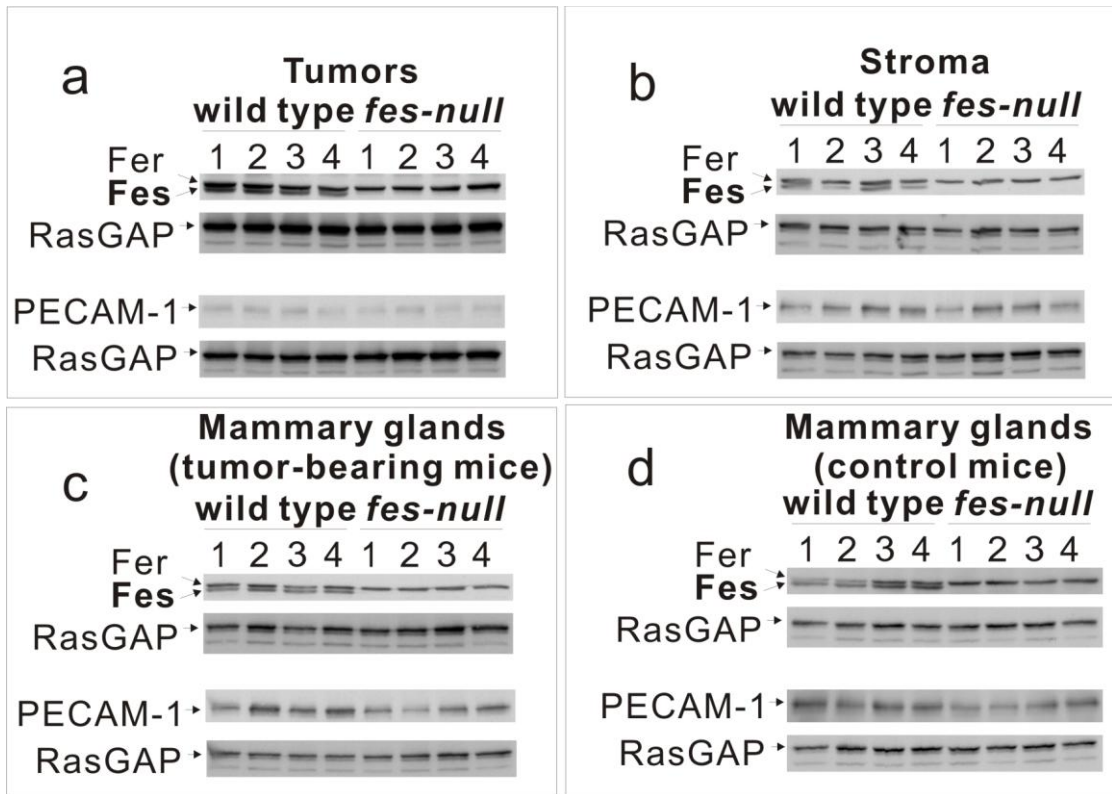 a
Tumors
wild type fes-null
1 2 3 4 1 2 3 4
Fer
Fes
RasGAP
PECAM-1
RasGAP
b
Stroma
wild type fes-null
1 2 3 4 1 2 3 4
Fer
Fes
RasGAP
PECAM-1
RasGAP
c
Mammary glands
(tumor-bearing mice)
wild type fes-null
1 2 3 4 1 2 3 4
Fer
Fes
RasGAP
PECAM-1
RasGAP
d
Mammary glands
(control mice)
wild type fes-null
1 2 3 4 1 2 3 4
Fer
Fes
RasGAP
PECAM-1
RasGAP